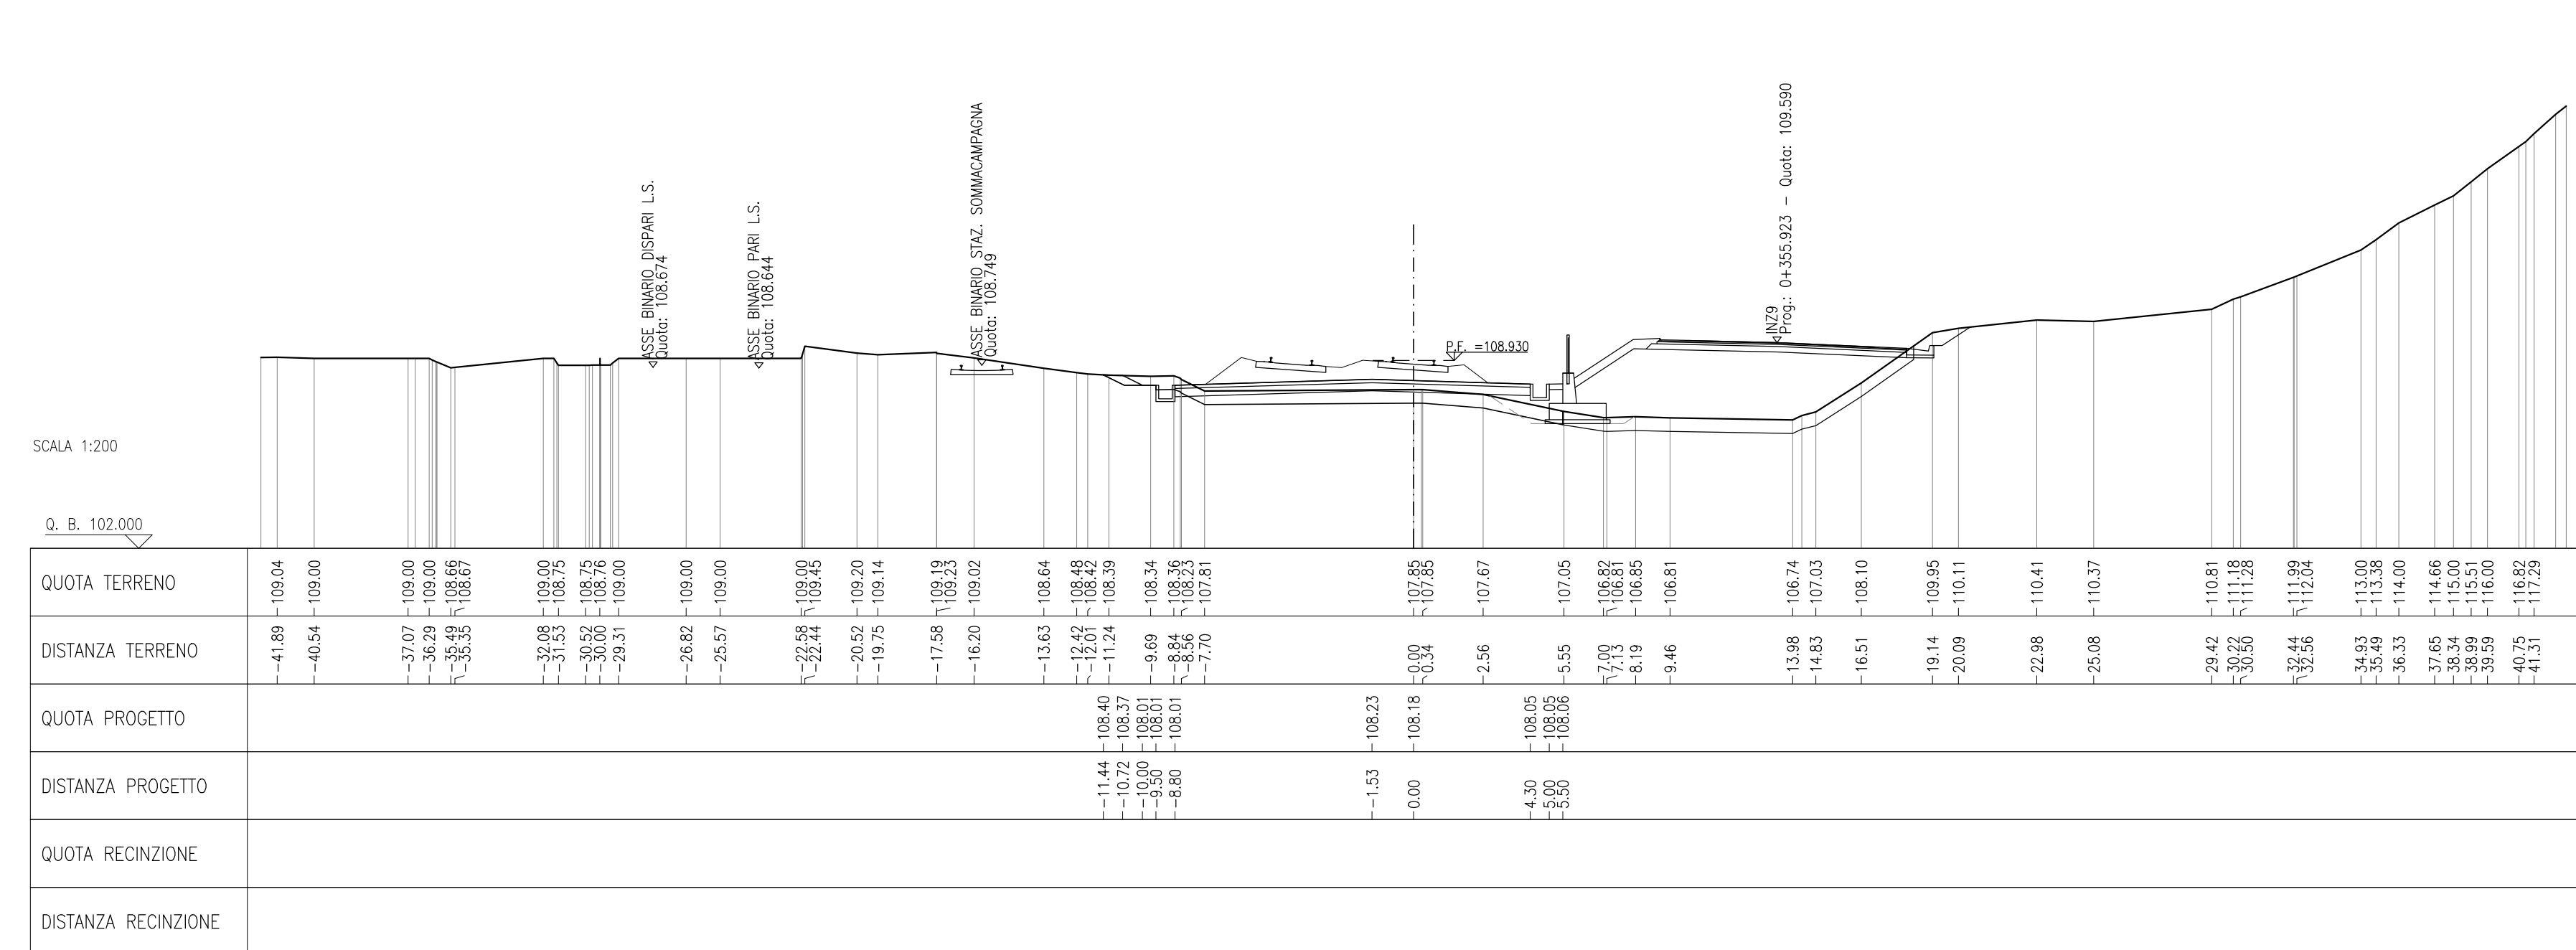 ASSE BINARIO DISPARI L.S.
Quota: 108.674
ASSE BINARIO PARI L.S.
Quota: 108.644
ASSE BINARIO STAZ. SOMMACAMPAGNA
Quota: 108.749
P.F. =108.930
INZ9
Prog.: 0+355.923 - Quota: 109.590
SCALA 1:200
Q. B. 102.000
QUOTA TERRENO
109.04 109.00 109.00 109.00 108.66 108.67 109.00 108.75 108.75 108.76 109.00 109.00 109.00 109.00 109.45 109.20 109.14 109.19 109.23 109.02 108.64 108.48 108.42 108.39 108.34 108.36 108.23 107.81 107.85 107.85 107.67 107.05 106.82 106.81 106.85 106.81 106.74 107.03 108.10 109.95 110.11 110.41 110.37 110.81 111.18 111.28 111.99 112.04 113.00 113.38 114.00 114.66 115.00 115.51 116.00 116.82 117.29
DISTANZA TERRENO
-41.89 -40.54 -37.07 -36.29 -35.49 -35.35 -32.08 -31.53 -30.52 -30.00 -29.31 -26.82 -25.57 -22.58 -22.44 -20.52 -19.75 -17.58 -16.20 -13.63 -12.42 -12.01 -11.24 -9.69 -8.84 -8.56 -7.70 0.00 0.34 2.56 5.55 7.00 7.13 8.19 9.46 13.98 14.83 16.51 19.14 20.09 22.98 25.08 29.42 30.22 30.50 32.44 32.56 34.93 35.49 36.33 37.65 38.34 38.99 39.59 40.75 41.31
QUOTA PROGETTO
108.40 108.37 108.01 108.01 108.01 108.23 108.18 108.05 108.05 108.06
DISTANZA PROGETTO
-11.44 -10.72 -10.00 -9.50 -8.80 -1.53 0.00 4.30 5.00 5.50
QUOTA RECINZIONE
DISTANZA RECINZIONE